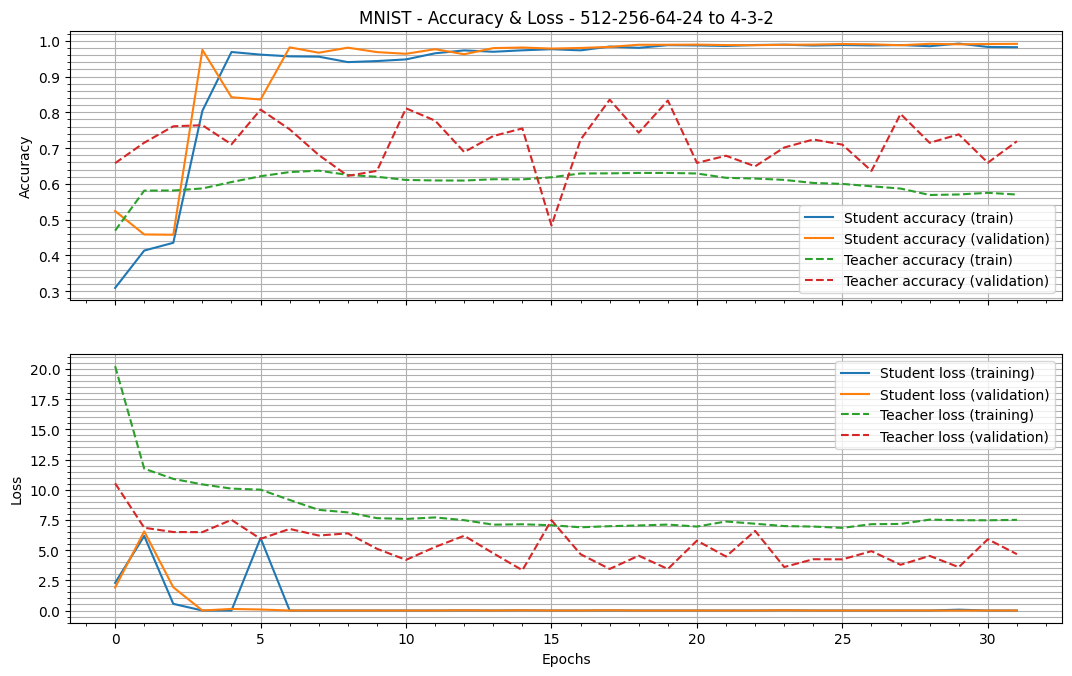 MNIST - Accuracy & Loss - 512-256-64-24 to 4-3-2
1.0
0.9
0.8
0.7
0.6
0.5
0.4
0.3
Accuracy
Student accuracy (train)
Student accuracy (validation)
Teacher accuracy (train)
Teacher accuracy (validation)
20.0
17.5
15.0
12.5
10.0
7.5
5.0
2.5
0.0
Loss
Student loss (training)
Student loss (validation)
Teacher loss (training)
Teacher loss (validation)
0 5 10 15 20 25 30
Epochs